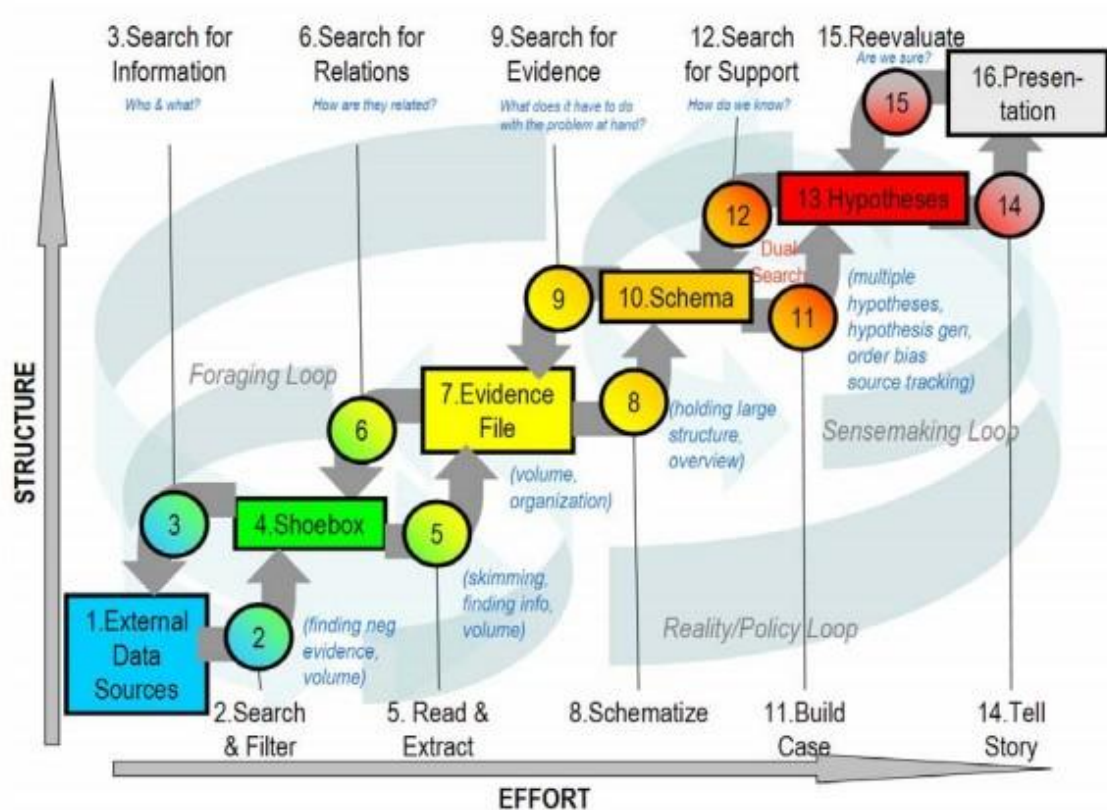 3.Search for
Information
Who & what?
6.Search for
Relations
How are they related?
9.Search for
Evidence
What does it have to do
with the problem at hand?
12.Search
for Support
How do we know?
15.Reevaluate
Are we sure?
15
16.Presen-
tation
13.Hypotheses
14
12
Dual
Search
10.Schema
11
(multiple
hypotheses,
hypothesis gen,
order bias
source tracking)
9
Foraging Loop
7.Evidence
File
8
(holding large
structure,
overview)
Sensemaking Loop
6
(volume,
organization)
STRUCTURE
3
4.Shoebox
5
(skimming,
finding info,
volume)
1.External
Data
Sources
2
(finding neg
evidence,
volume)
Reality/Policy Loop
2.Search
& Filter
5. Read &
Extract
8.Schematize
11.Build
Case
14.Tell
Story
EFFORT